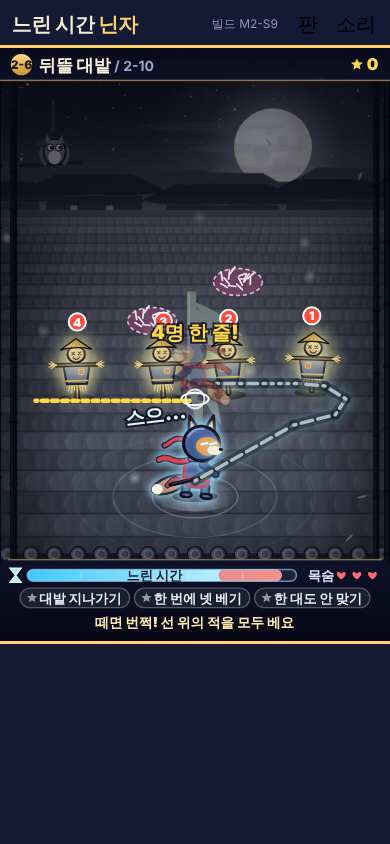 느린 시간 닌자 빌드 M2-S9 판 소리
2-6 뒤뜰 대밭 / 2-10 ★ 0
4 3 2 1
4명 한 줄!
스으...
느린 시간 목숨
★대발 지나가기 ★한 번에 넷 베기 ★한 대도 안 맞기
떼면 번쩍! 선 위의 적을 모두 베요